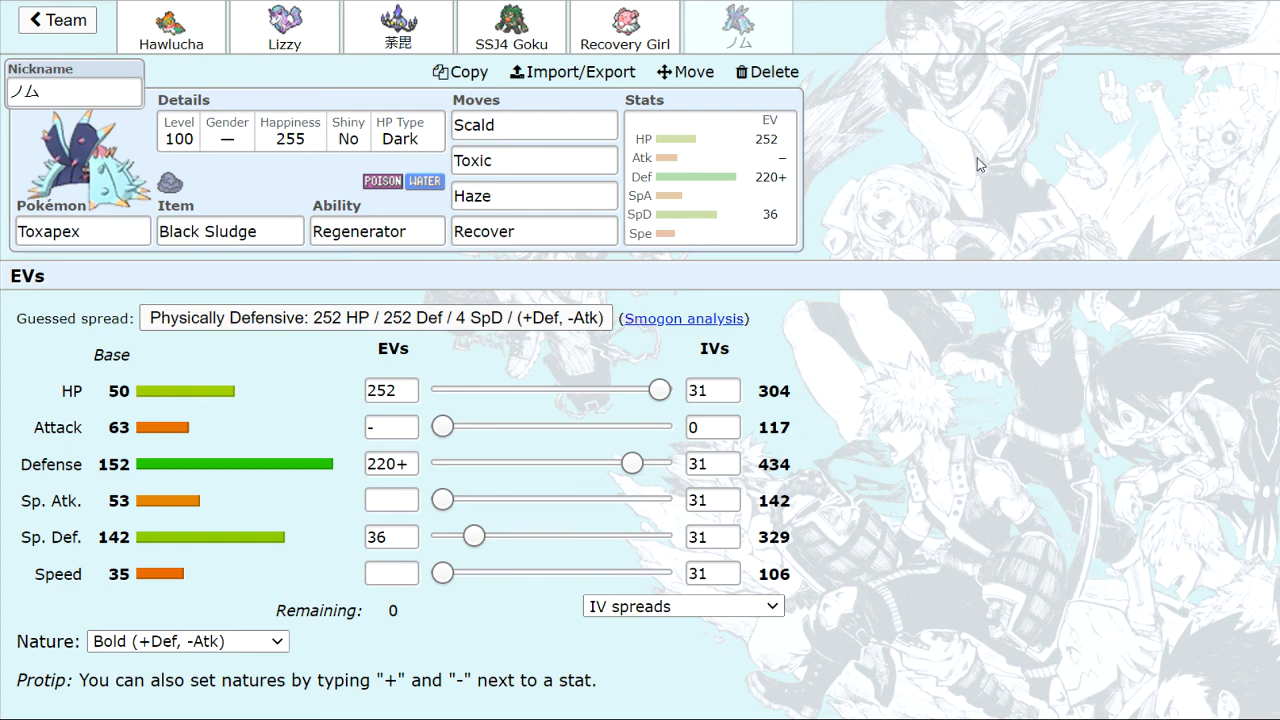 Team
Hawlucha
Lizzy
荼毘
SSJ4 Goku
Recovery Girl
ノム
Nickname
ノム
Copy
Import/Export
Move
Delete
Details
Moves
Stats
Level Gender Happiness Shiny HP Type
100 — 255 No Dark
POISON WATER
Pokémon
Toxapex
Item
Black Sludge
Ability
Regenerator
Scald
Toxic
Haze
Recover
EV
HP 252
Atk –
Def 220+
SpA
SpD 36
Spe
EVs
Guessed spread: Physically Defensive: 252 HP / 252 Def / 4 SpD / (+Def, -Atk) (Smogon analysis)
Base EVs IVs
HP 50 252 31 304
Attack 63 - 0 117
Defense 152 220+ 31 434
Sp. Atk. 53 31 142
Sp. Def. 142 36 31 329
Speed 35 31 106
Remaining: 0 IV spreads
Nature: Bold (+Def, -Atk)
Protip: You can also set natures by typing "+" and "-" next to a stat.